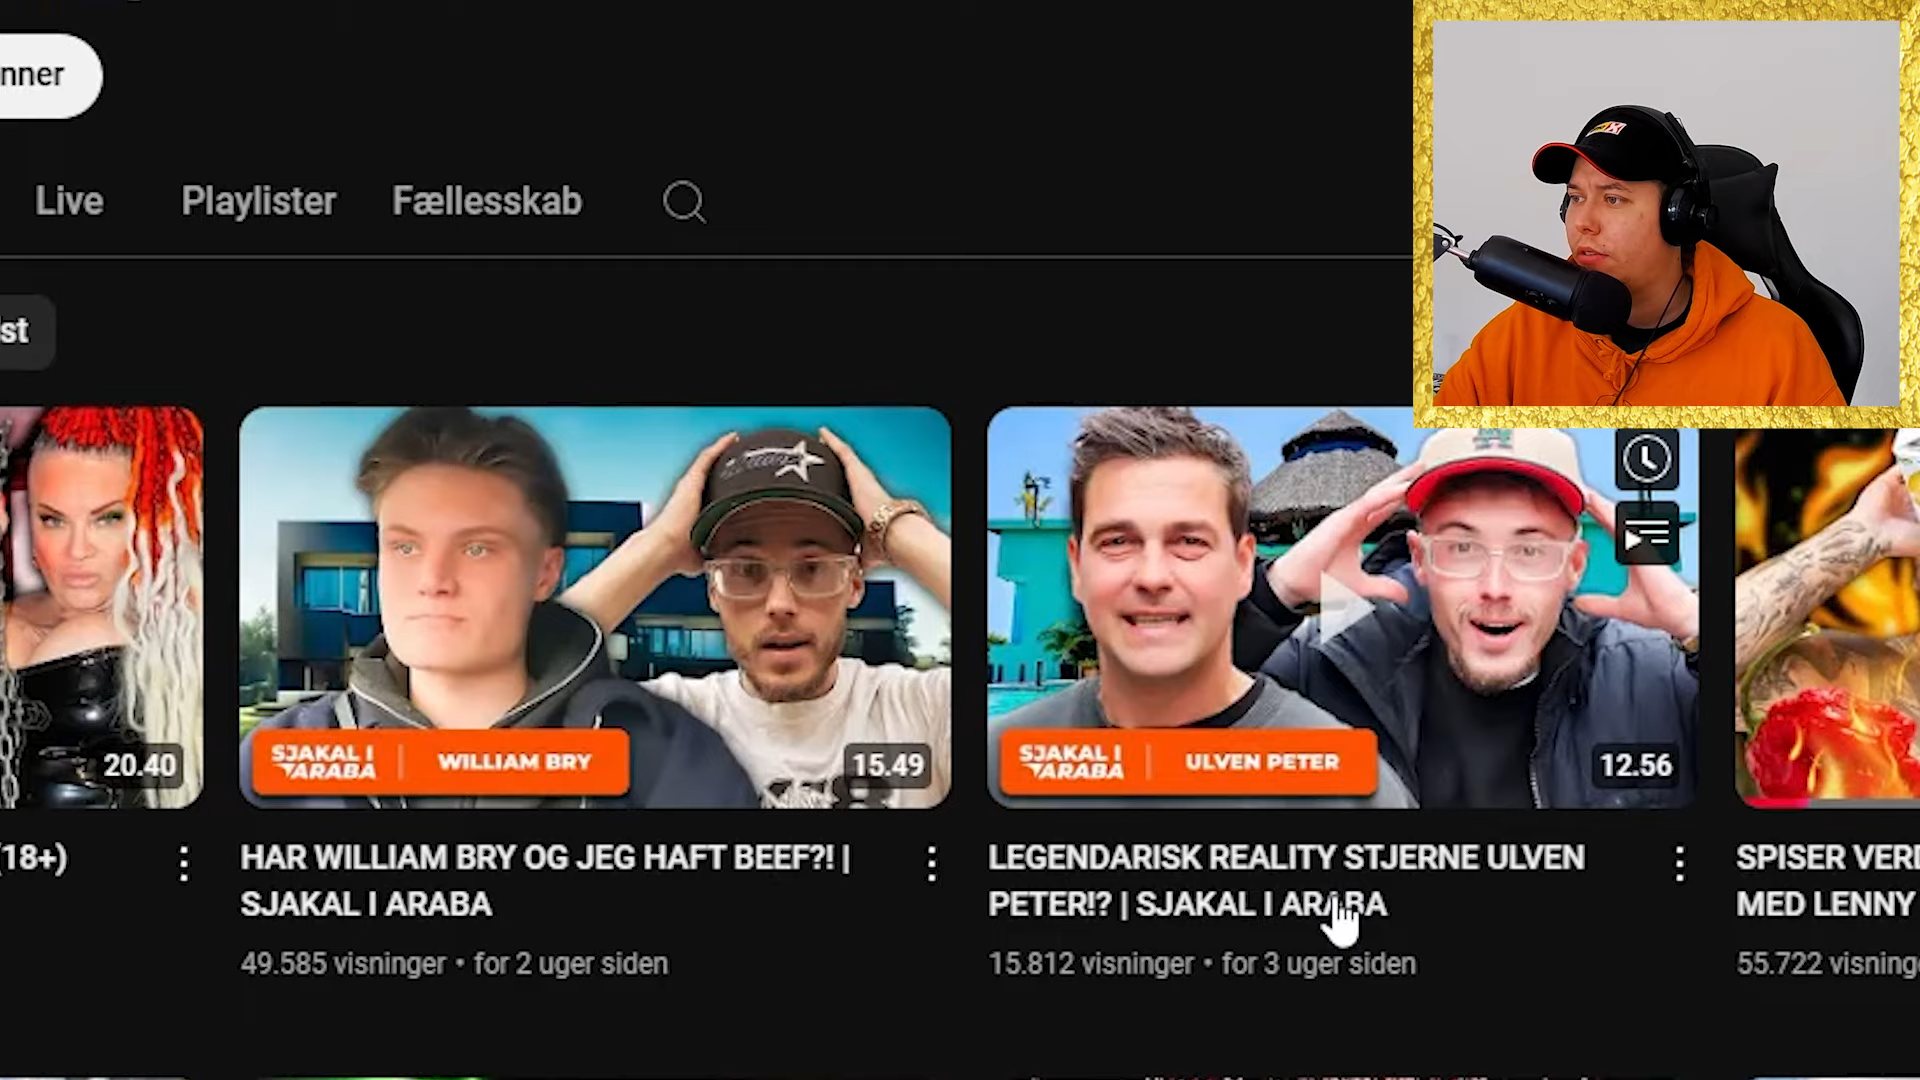 nner
Live
Playlister
Fællesskab
st
20.40
SJAKAL I
ARABA
WILLIAM BRY
15.49
SJAKAL I
ARABA
ULVEN PETER
12.56
(18+)
HAR WILLIAM BRY OG JEG HAFT BEEF?! |
SJAKAL I ARABA
49.585 visninger • for 2 uger siden
LEGENDARISK REALITY STJERNE ULVEN
PETER!? | SJAKAL I ARABA
15.812 visninger • for 3 uger siden
SPISER VERD
MED LENNY
55.722 visning